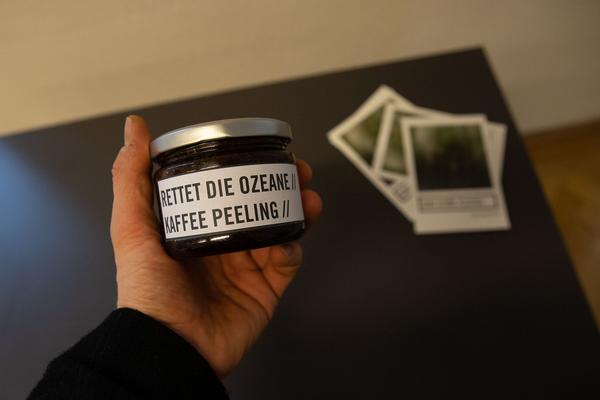 RETTET DIE OZEANE //
KAFFEE PEELING //